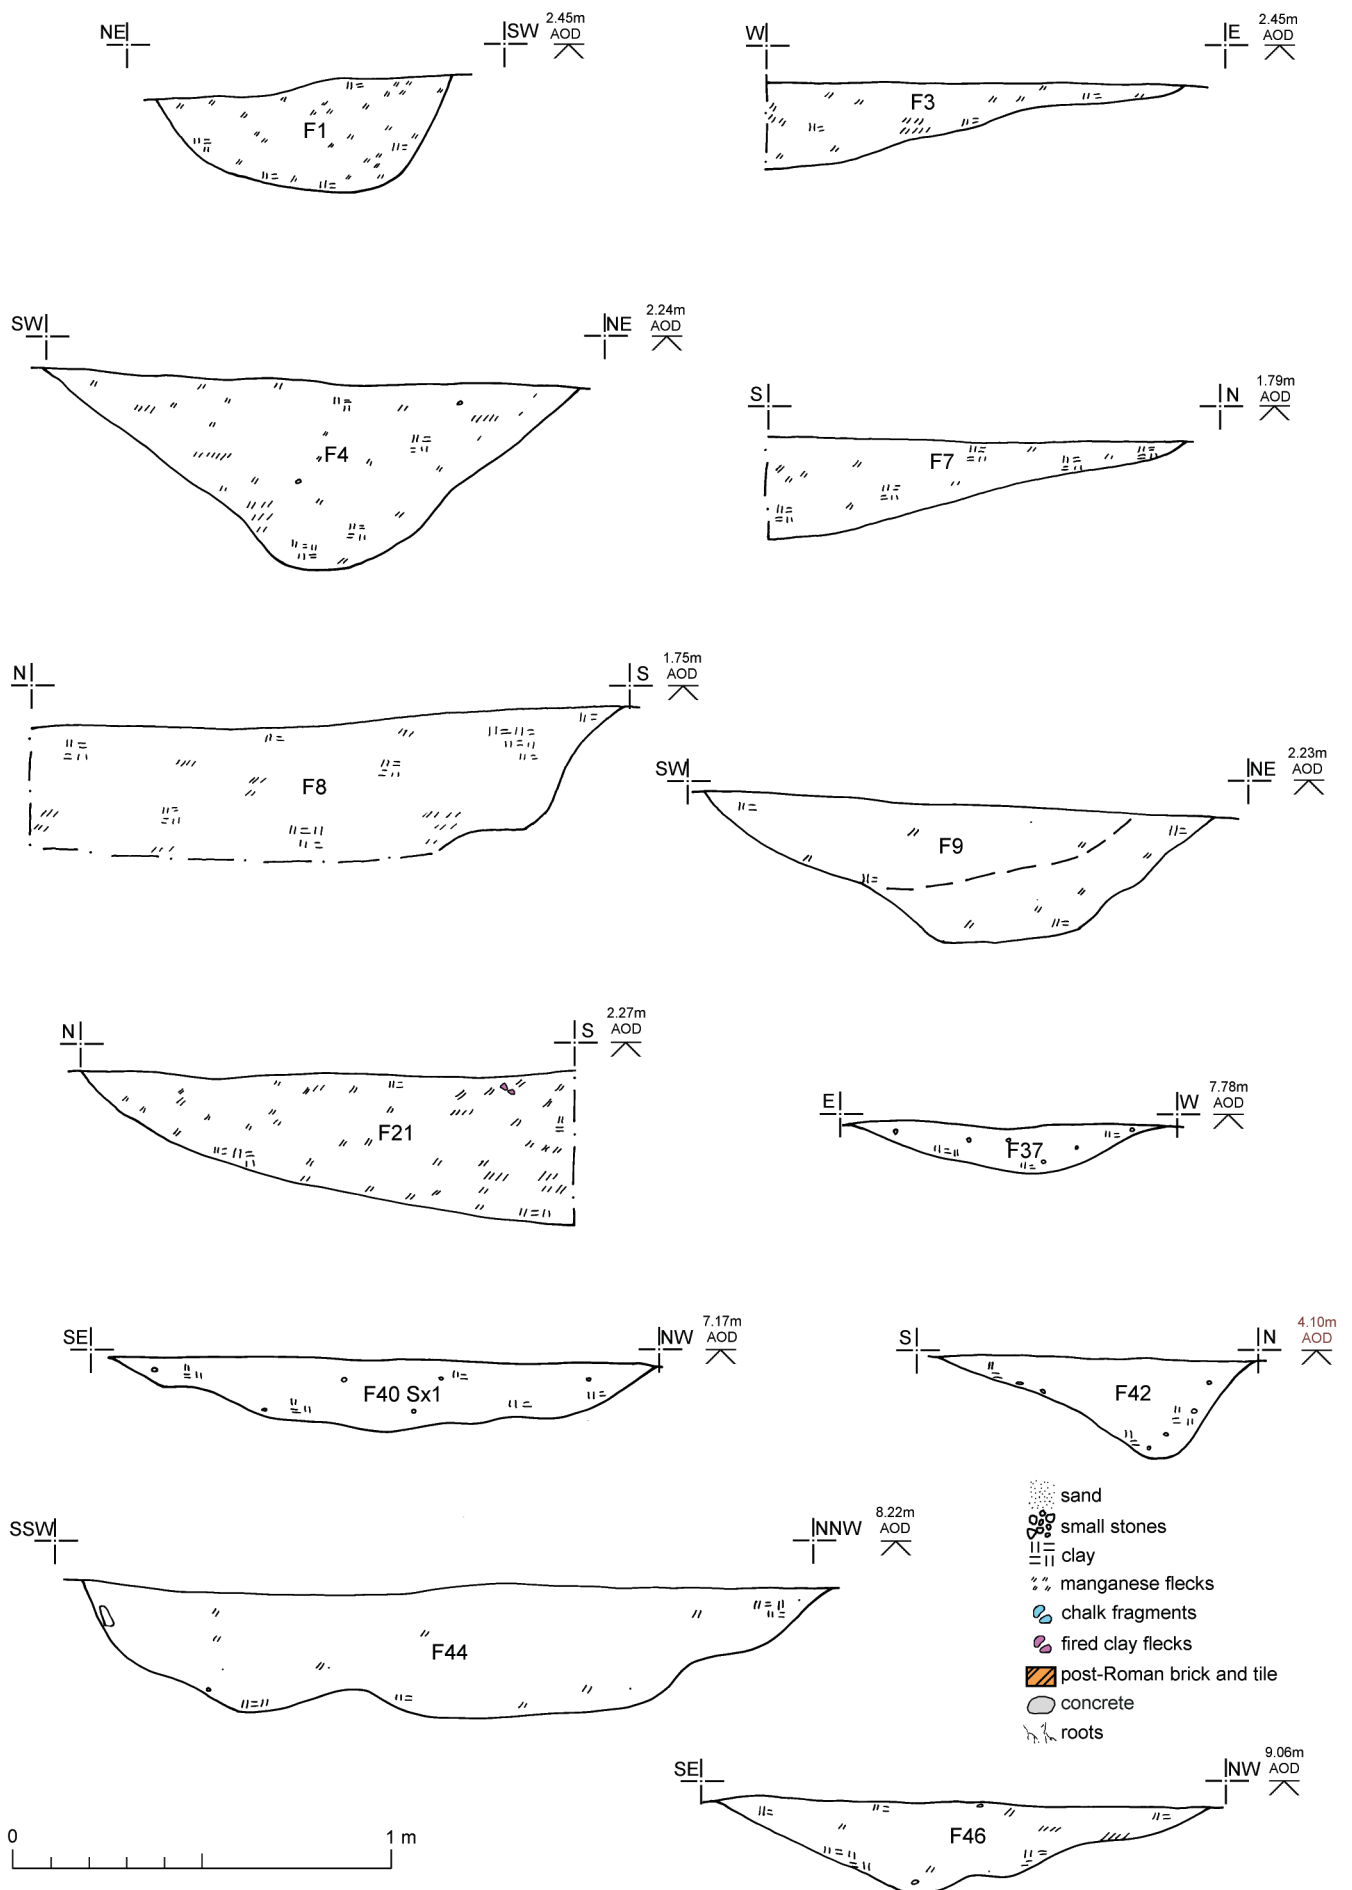 NE SW 2.45m
AOD
F1
W E 2.45m
AOD
F3
SW NE 2.24m
AOD
F4
S N 1.79m
AOD
F7
N S 1.75m
AOD
F8
SW NE 2.23m
AOD
F9
N S 2.27m
AOD
F21
E W 7.78m
AOD
F37
SE NW 7.17m
AOD
F40 Sx1
S N 4.10m
AOD
F42
SSW NNW 8.22m
AOD
F44
sand
small stones
clay
manganese flecks
chalk fragments
fired clay flecks
post-Roman brick and tile
concrete
roots
SE NW 9.06m
AOD
F46
0 1 m